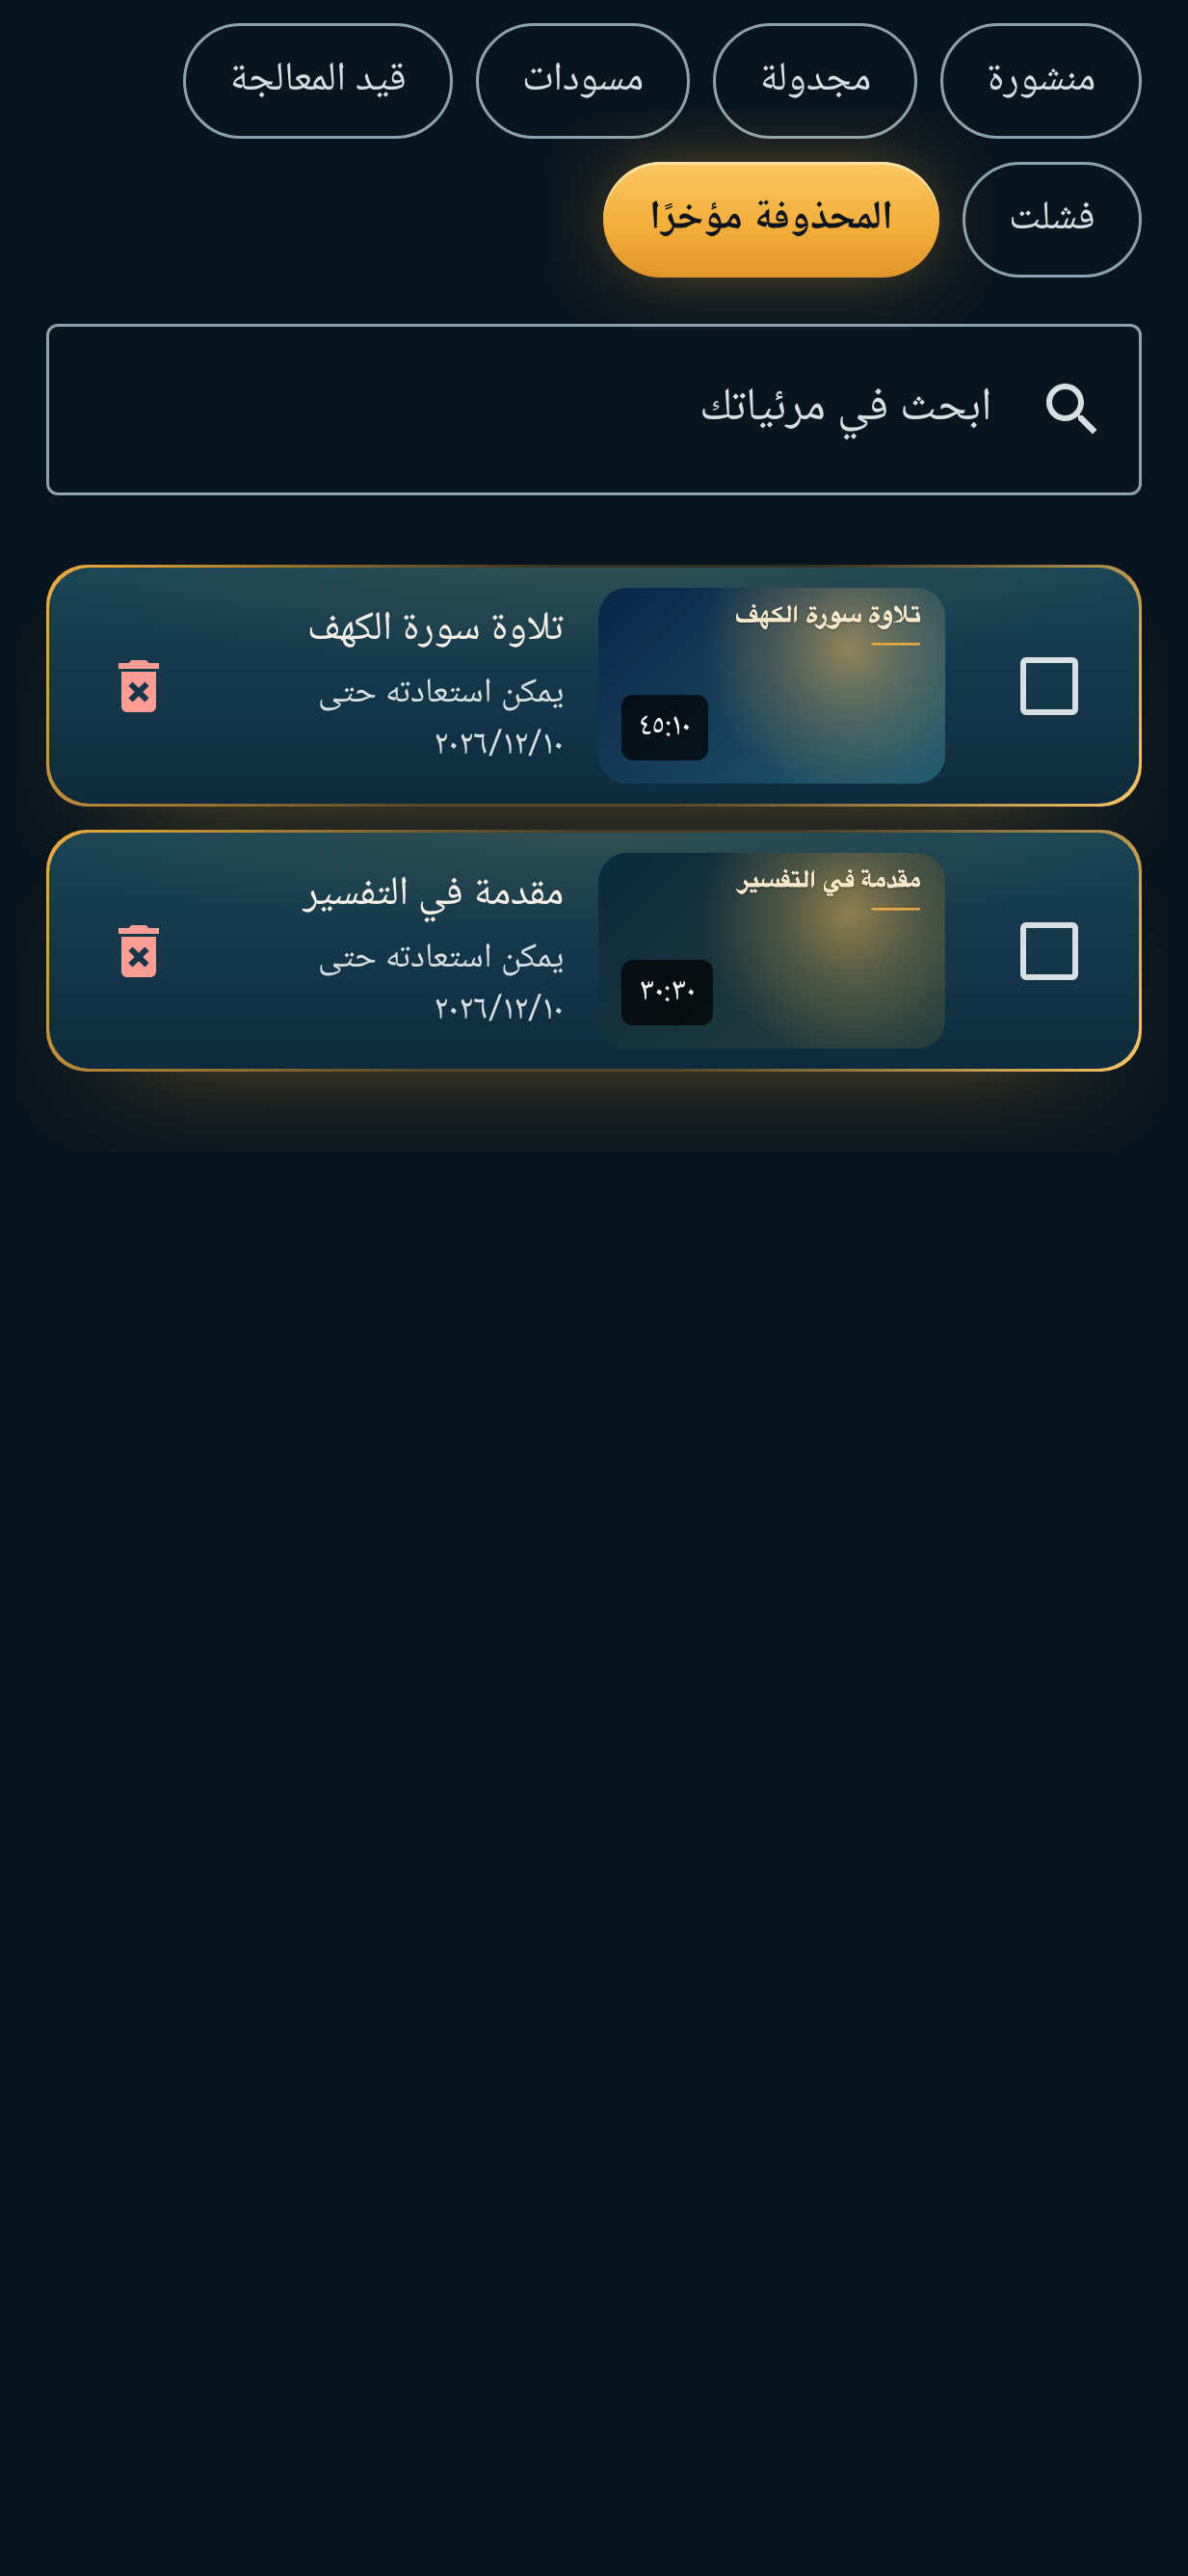 منشورة
مجدولة
مسودات
قيد المعالجة
فشلت
المحذوفة مؤخرًا
ابحث في مرئياتك
تلاوة سورة الكهف
٤٥:١٠
تلاوة سورة الكهف
يمكن استعادته حتى
٢٠٢٦/١٢/١٠
مقدمة في التفسير
٣٠:٣٠
مقدمة في التفسير
يمكن استعادته حتى
٢٠٢٦/١٢/١٠